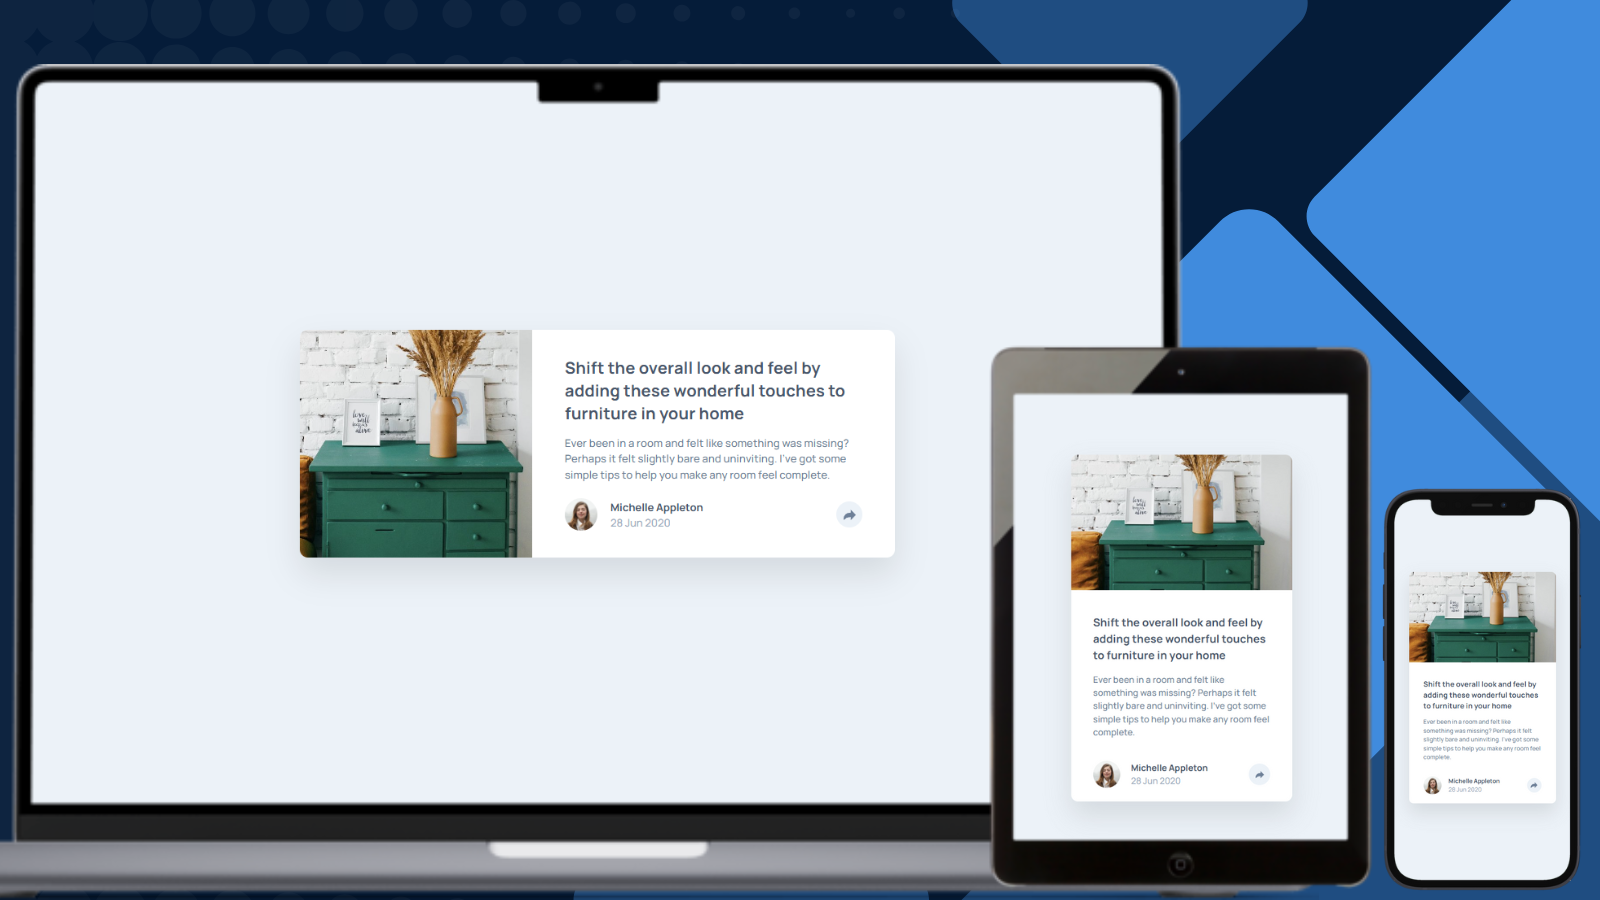 Shift the overall look and feel by
adding these wonderful touches to
furniture in your home
Ever been in a room and felt like something was missing?
Perhaps it felt slightly bare and uninviting. I've got some
simple tips to help you make any room feel complete.
Michelle Appleton
28 Jun 2020
love
will
alive
Shift the overall look and feel by
adding these wonderful touches
to furniture in your home
Ever been in a room and felt like
something was missing? Perhaps it felt
slightly bare and uninviting. I've got some
simple tips to help you make any room feel
complete.
Michelle Appleton
28 Jun 2020
Shift the overall look and feel by
adding these wonderful touches
to furniture in your home
Ever been in a room and felt like
something was missing? Perhaps it felt
slightly bare and uninviting. I've got some
simple tips to help you make any room feel
complete.
Michelle Appleton
28 Jun 2020